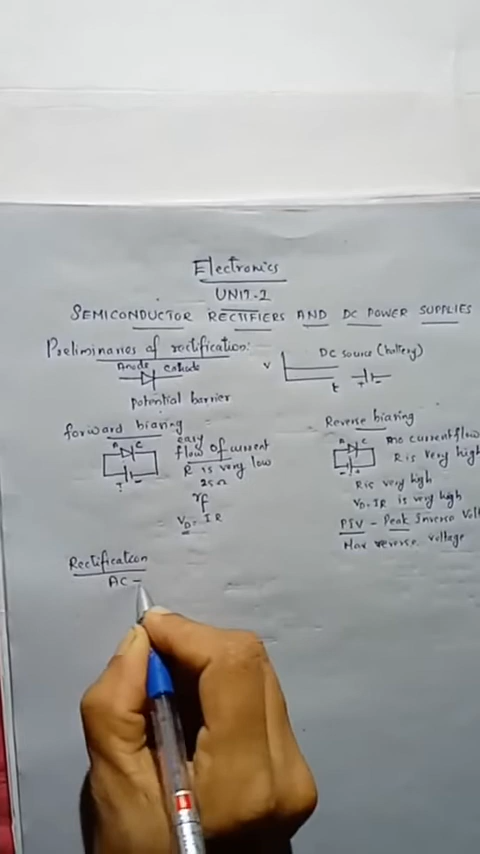 Electronics
UNIT-1
SEMICONDUCTOR RECTIFIERS AND DC POWER SUPPLIES
Preliminaries of rectification:
Anode Cathode
Potential barrier
V
DC source (battery)
t
+ -
forward biasing
A C
+ -
easy
flow of current
R is very low
25Ω
rf
VD = IR
Reverse biasing
A C
- +
no current flow
R is very high
R is very high
VD = IR is very high
PIV - Peak Inverse Vol
Max reverse voltage
Rectification
AC -